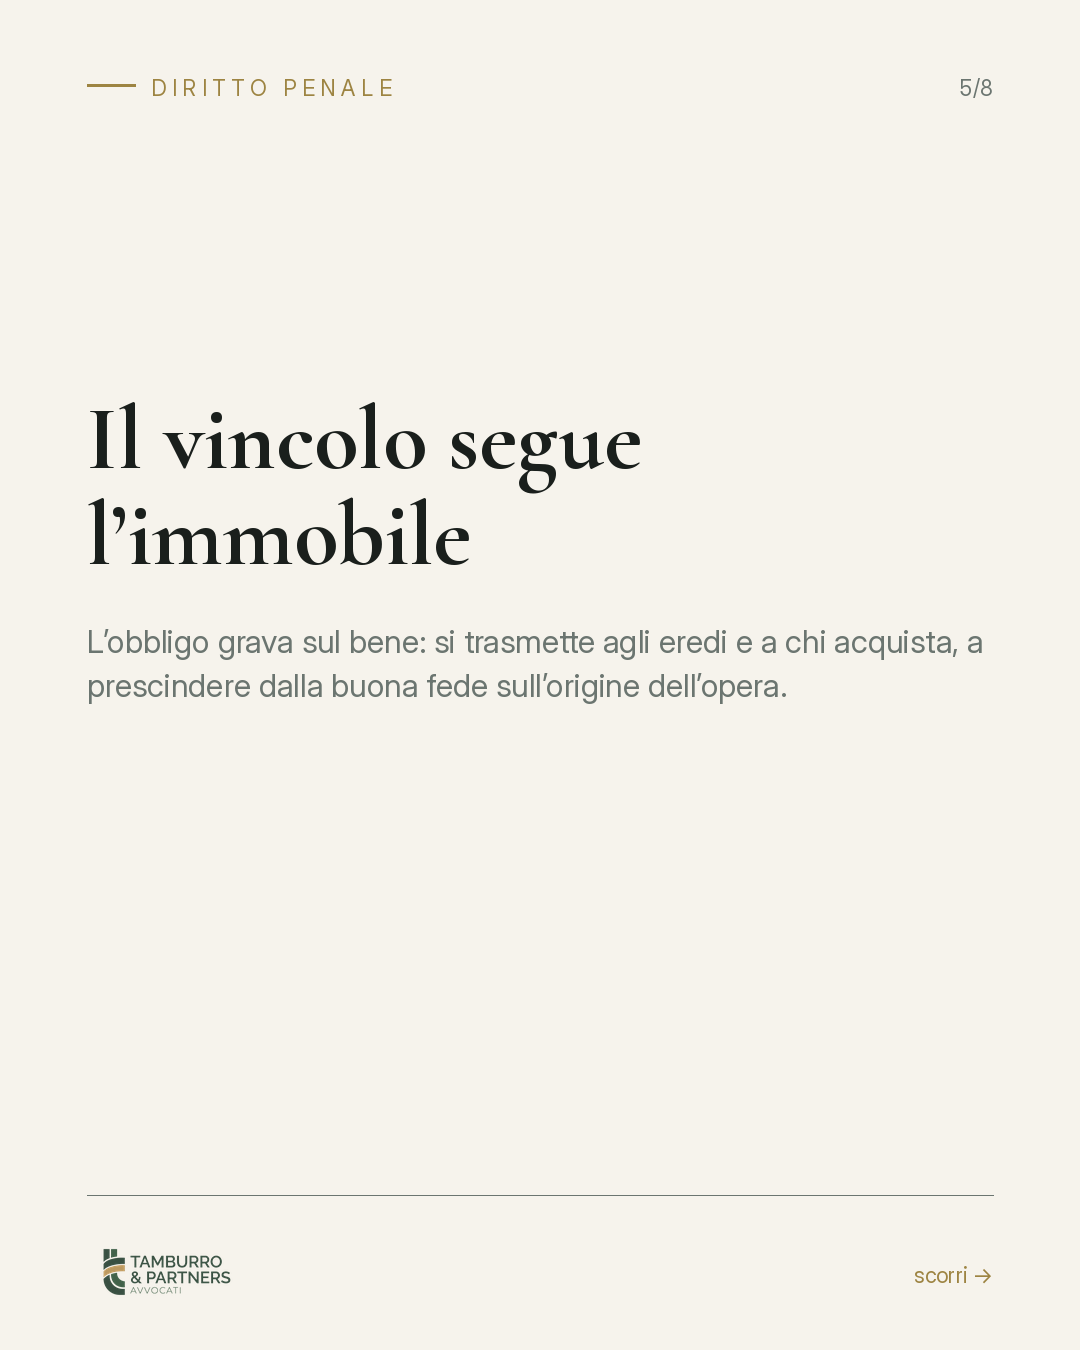 DIRITTO PENALE
5/8
Il vincolo segue
l’immobile
L’obbligo grava sul bene: si trasmette agli eredi e a chi acquista, a
prescindere dalla buona fede sull’origine dell’opera.
TAMBURRO
& PARTNERS
AVVOCATI
scorri →